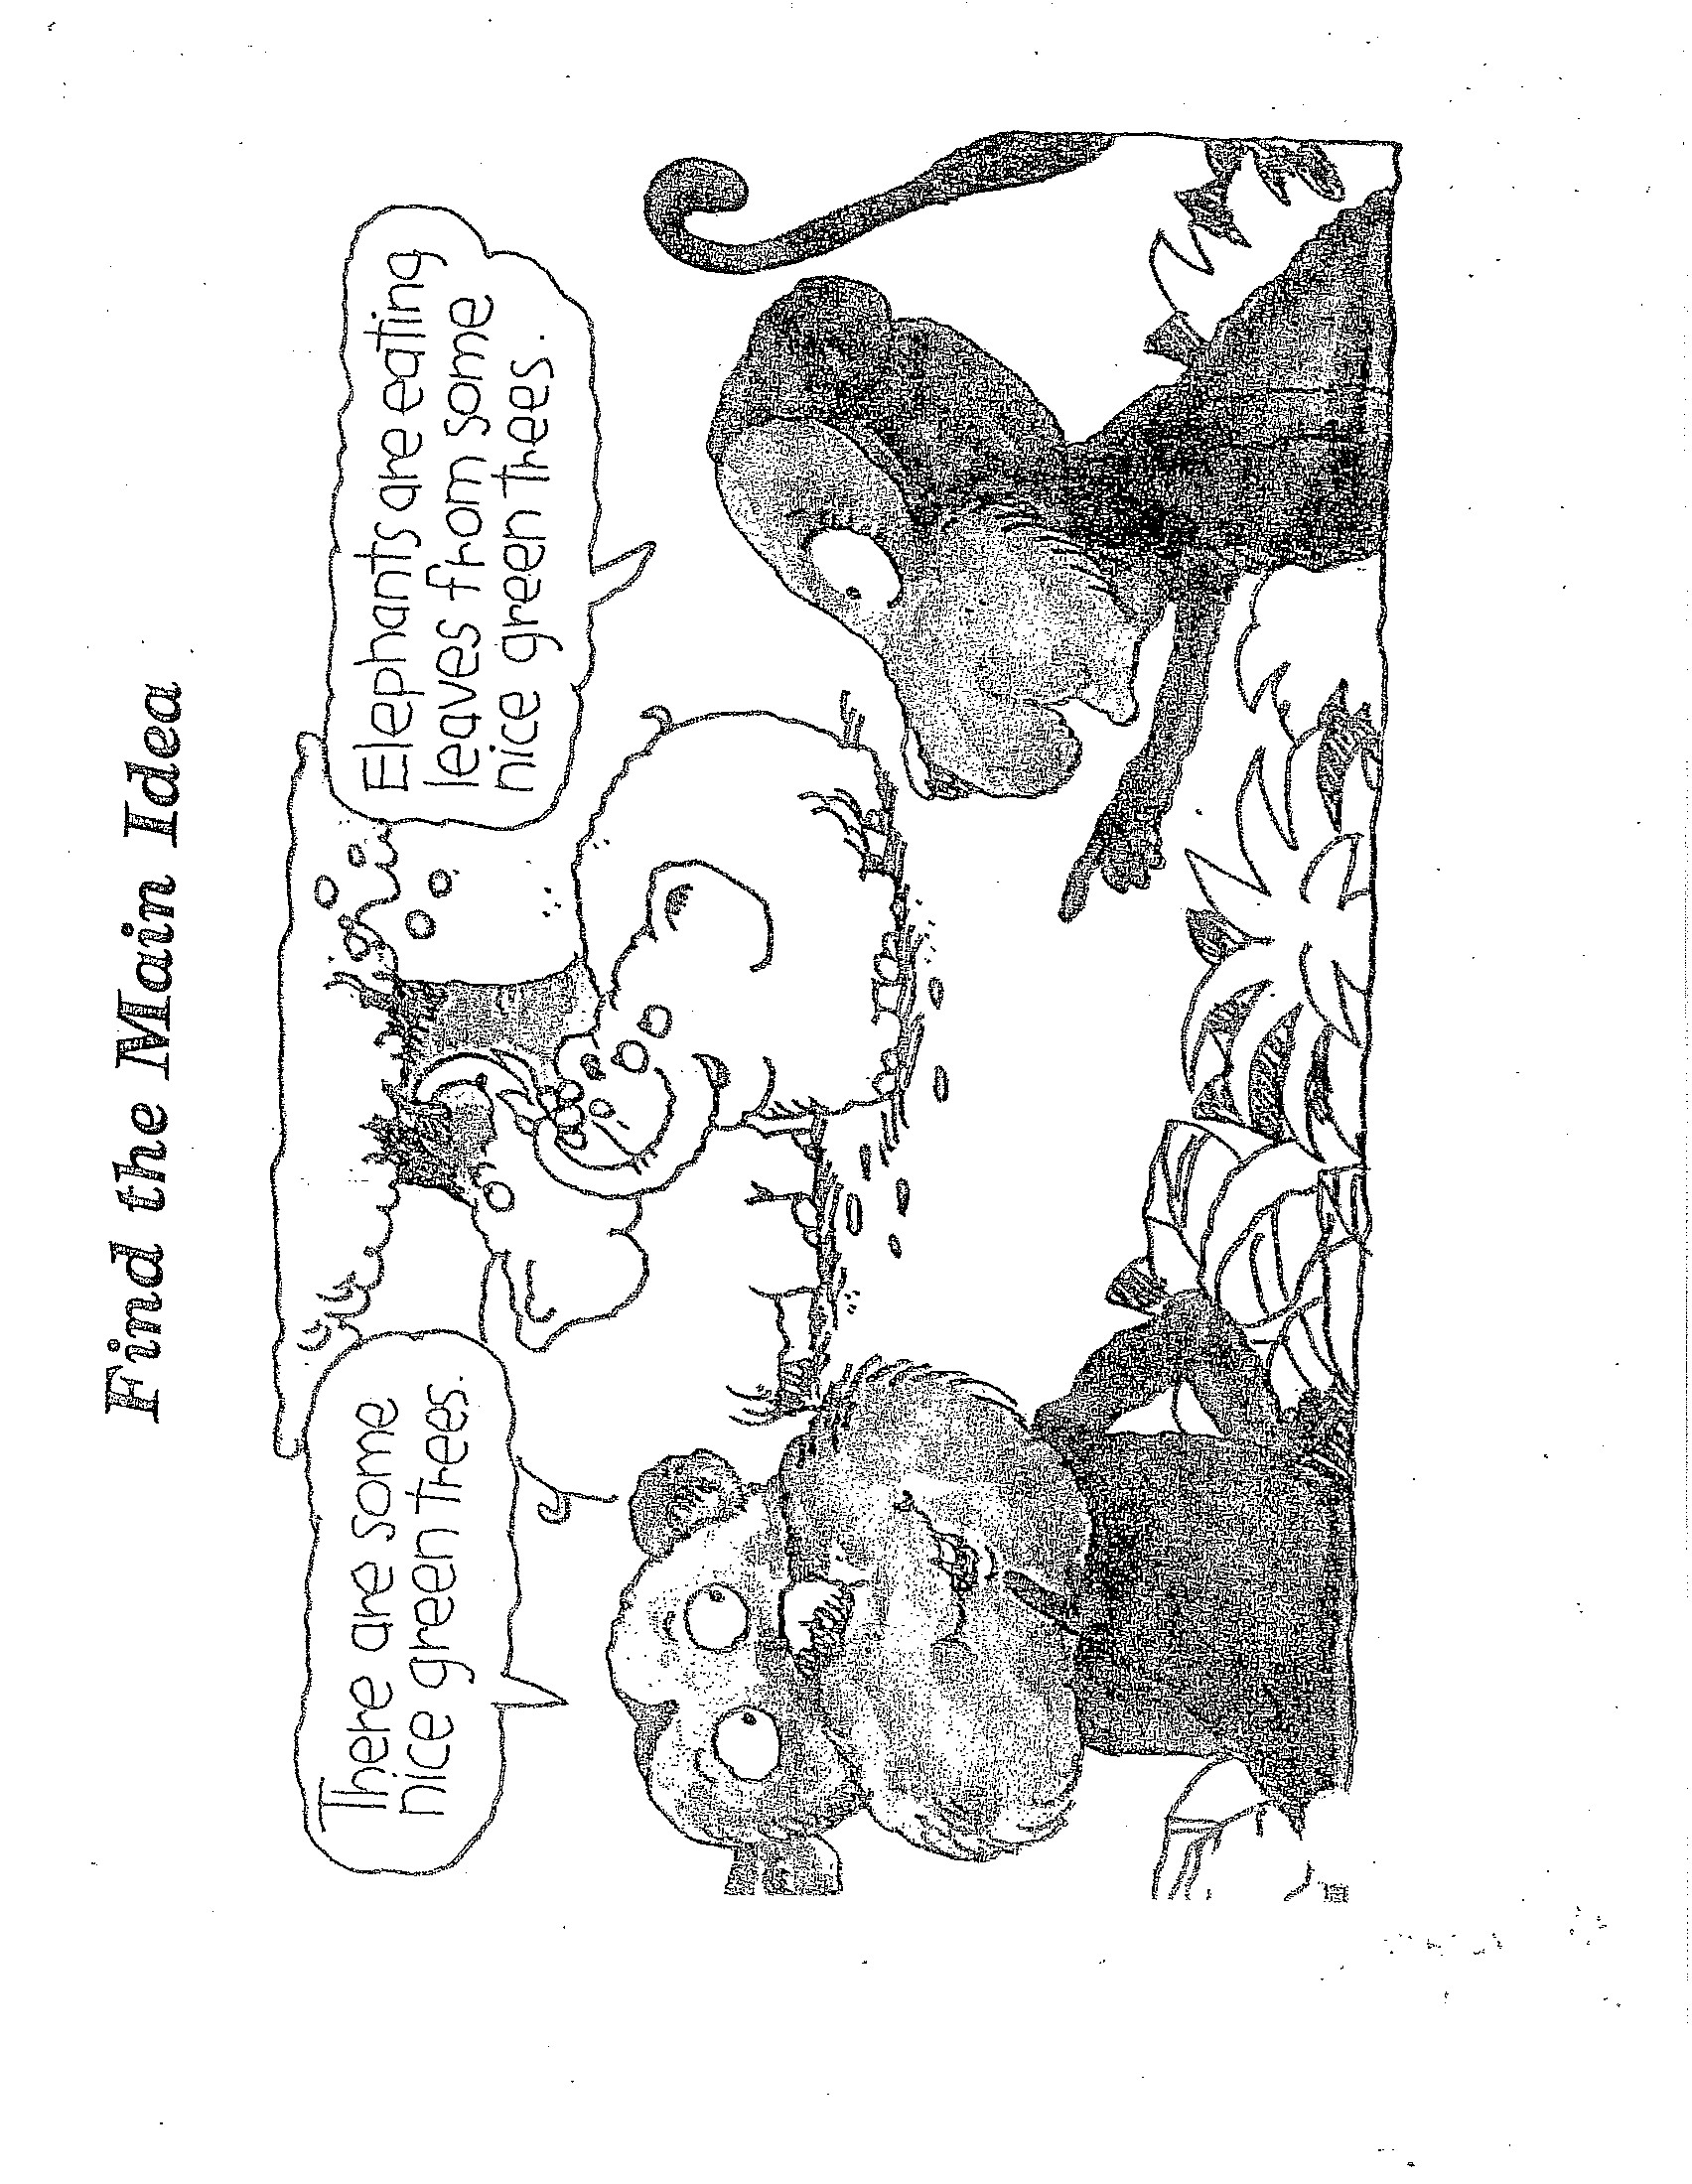 Find the Main Idea
There are some
nice green trees.
Elephants are eating
leaves from some
nice green trees.